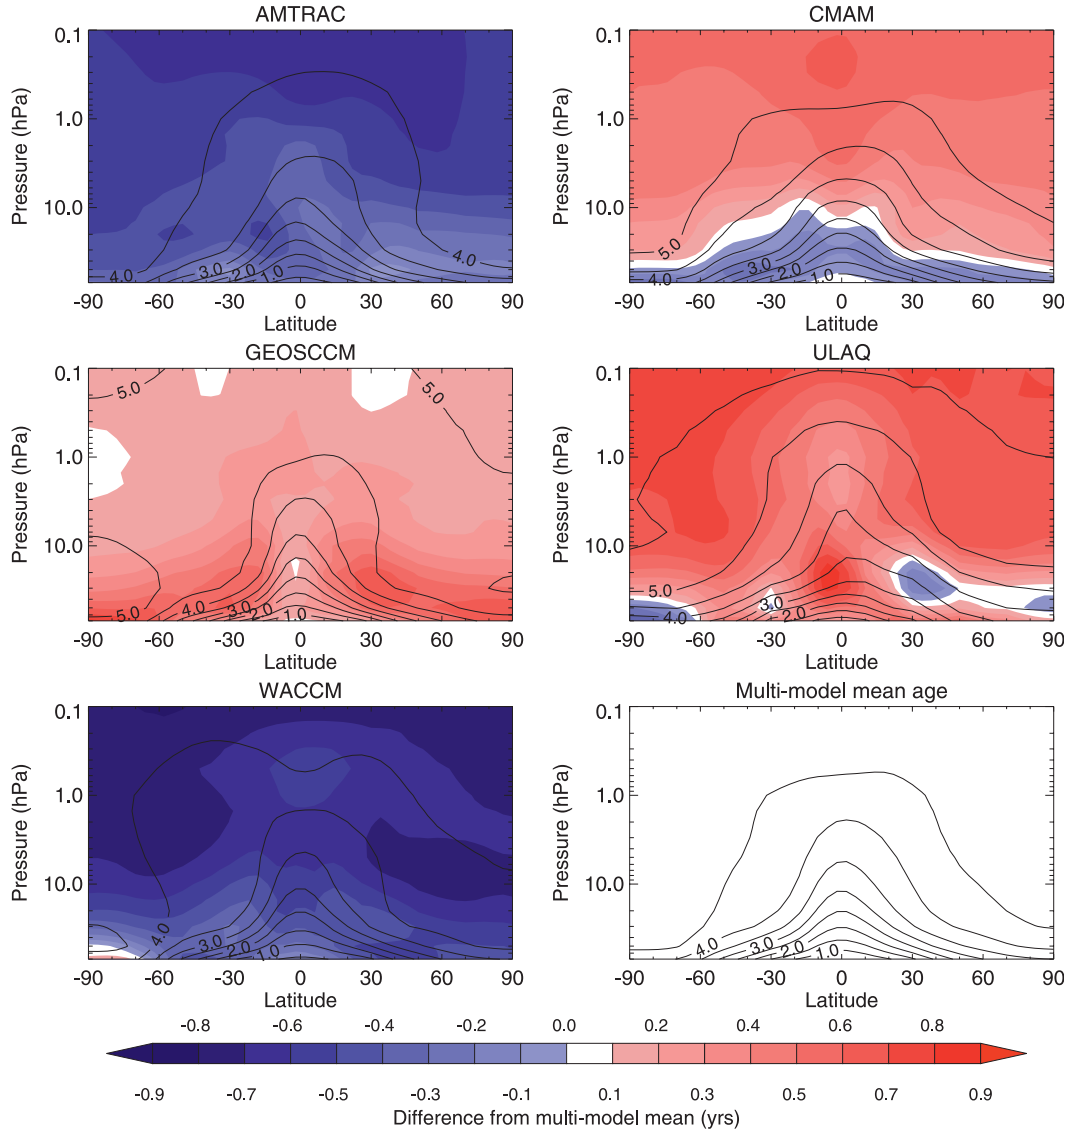 AMTRAC
CMAM
0.1
1.0
10.0
Pressure (hPa)
4.0
3.0
2.0
1.0
4.0
-90 -60 -30 0 30 60 90
Latitude
0.1
1.0
10.0
Pressure (hPa)
5.0
4.0
3.0
2.0
1.0
-90 -60 -30 0 30 60 90
Latitude
GEOSCCM
ULAQ
0.1
1.0
10.0
Pressure (hPa)
5.0
5.0
5.0
4.0
3.0
2.0
1.0
-90 -60 -30 0 30 60 90
Latitude
0.1
1.0
10.0
Pressure (hPa)
5.0
4.0
3.0
2.0
-90 -60 -30 0 30 60 90
Latitude
WACCM
Multi-model mean age
0.1
1.0
10.0
Pressure (hPa)
4.0
3.0
2.0
1.0
-90 -60 -30 0 30 60 90
Latitude
0.1
1.0
10.0
Pressure (hPa)
4.0
3.0
2.0
1.0
-90 -60 -30 0 30 60 90
Latitude
-0.8 -0.6 -0.4 -0.2 0.0 0.2 0.4 0.6 0.8
-0.9 -0.7 -0.5 -0.3 -0.1 0.1 0.3 0.5 0.7 0.9
Difference from multi-model mean (yrs)